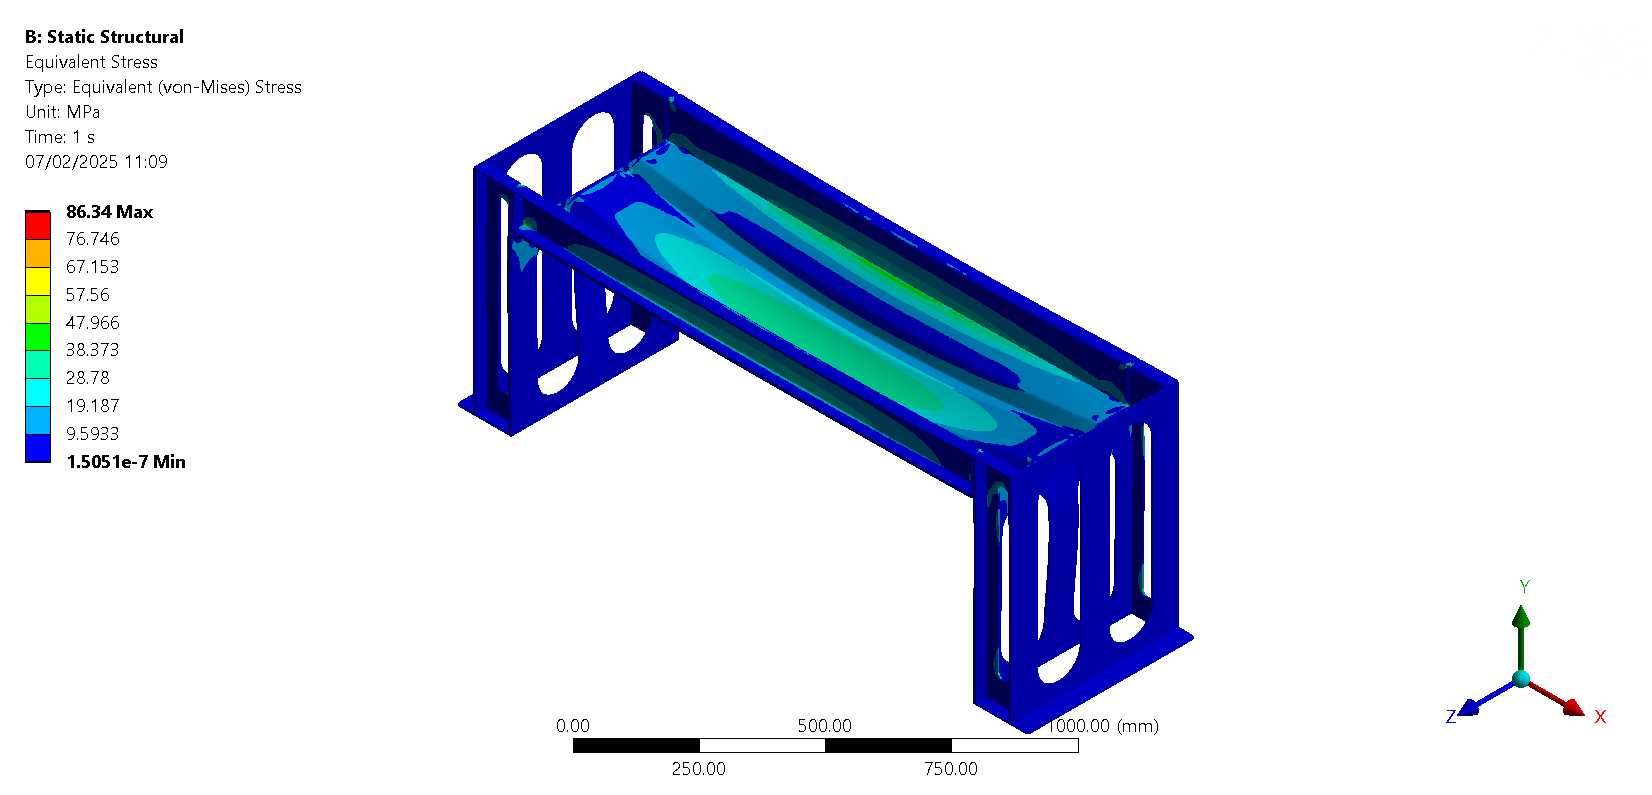 B: Static Structural
Equivalent Stress
Type: Equivalent (von-Mises) Stress
Unit: MPa
Time: 1 s
07/02/2025 11:09
86.34 Max
76.746
67.153
57.56
47.966
38.373
28.78
19.187
9.5933
1.5051e-7 Min
0.00 500.00 1000.00 (mm)
250.00 750.00
Y
Z X